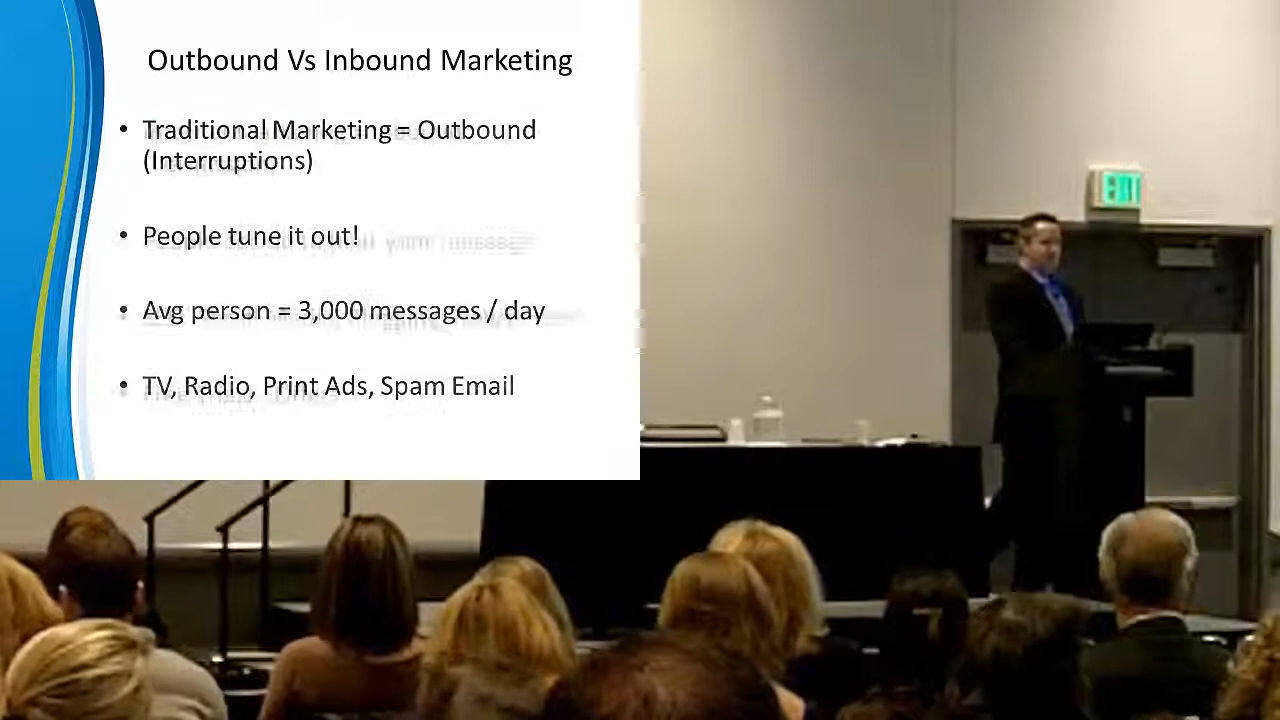 Outbound Vs Inbound Marketing
• Traditional Marketing = Outbound
(Interruptions)
• People tune it out!
• Avg person = 3,000 messages / day
• TV, Radio, Print Ads, Spam Email
EXIT